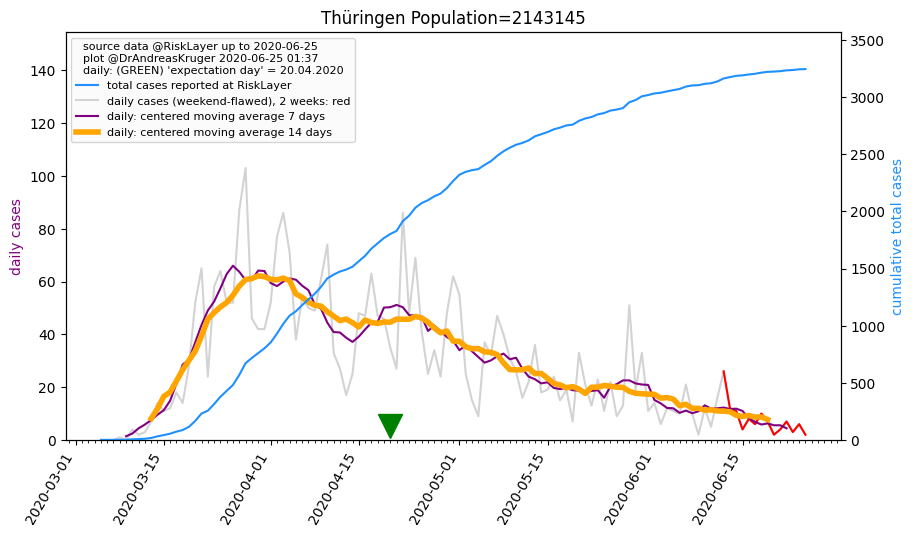 Thüringen Population=2143145
source data @RiskLayer up to 2020-06-25
plot @DrAndreasKruger 2020-06-25 01:37
daily: (GREEN) 'expectation day' = 20.04.2020
total cases reported at RiskLayer
daily cases (weekend-flawed), 2 weeks: red
daily: centered moving average 7 days
daily: centered moving average 14 days
daily cases
140
120
100
80
60
40
20
0
3500
3000
2500
2000
1500
1000
500
0
cumulative total cases
2020-03-01
2020-03-15
2020-04-01
2020-04-15
2020-05-01
2020-05-15
2020-06-01
2020-06-15